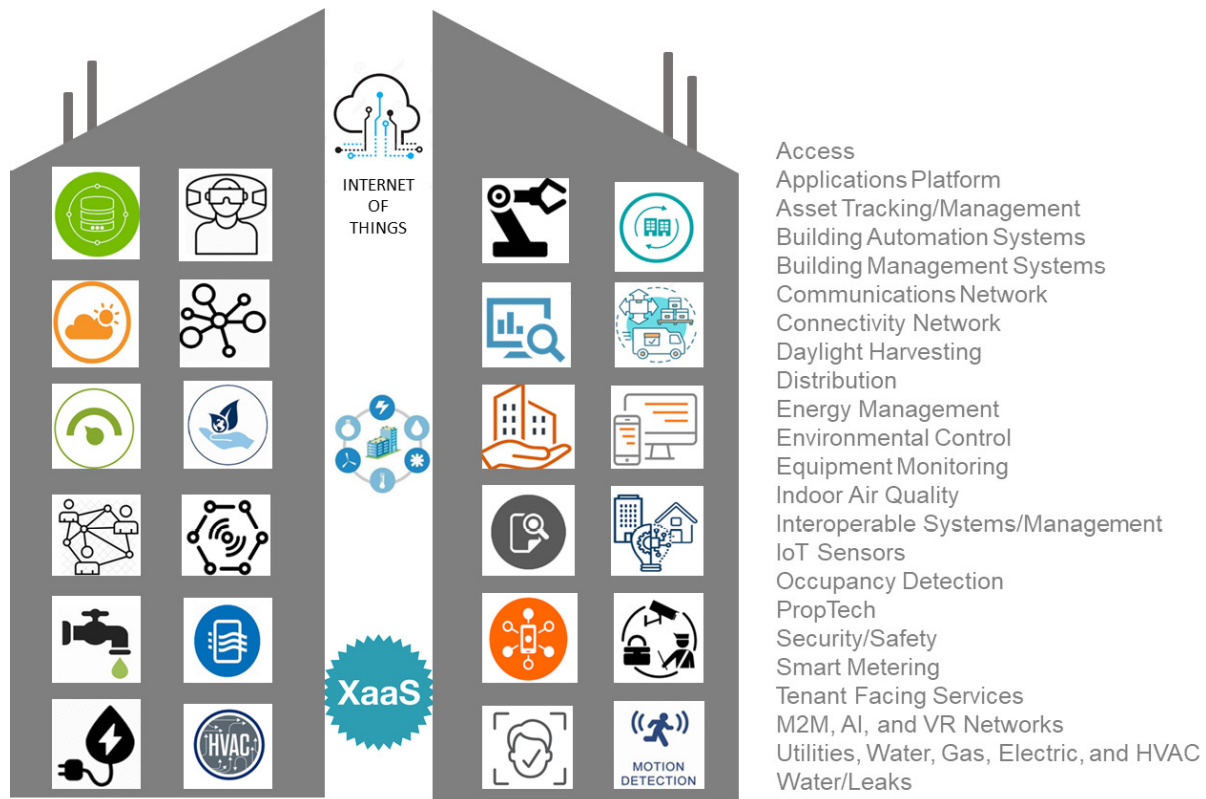 INTERNET
OF
THINGS
XaaS
HVAC
MOTION
DETECTION
Access
Applications Platform
Asset Tracking/Management
Building Automation Systems
Building Management Systems
Communications Network
Connectivity Network
Daylight Harvesting
Distribution
Energy Management
Environmental Control
Equipment Monitoring
Indoor Air Quality
Interoperable Systems/Management
IoT Sensors
Occupancy Detection
PropTech
Security/Safety
Smart Metering
Tenant Facing Services
M2M, AI, and VR Networks
Utilities, Water, Gas, Electric, and HVAC
Water/Leaks